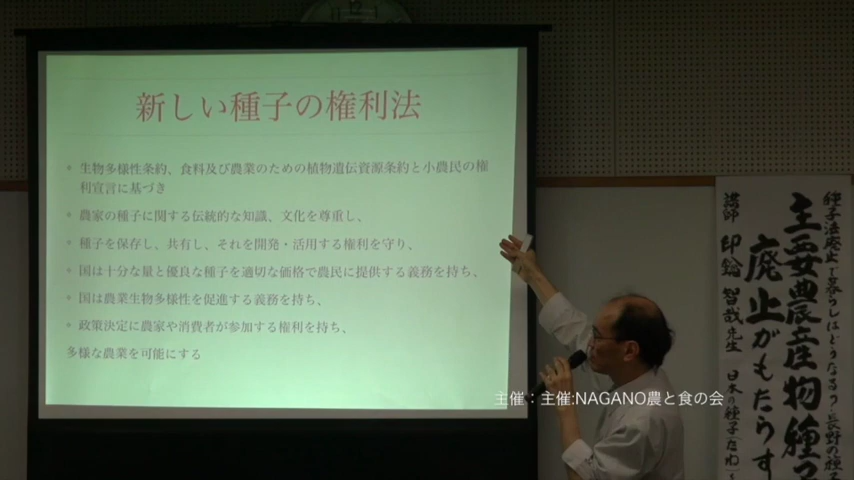 新しい種子の権利法
生物多様性条約、食料及び農業のための植物遺伝資源条約と小農民の権
利宣言に基づき
農家の種子に関する伝統的な知識、文化を尊重し、
種子を保存し、共有し、それを開発・活用する権利を守り、
国は十分な量と優良な種子を適切な価格で農民に提供する義務を持ち、
国は農業生物多様性を促進する義務を持ち、
政策決定に農家や消費者が参加する権利を持ち、
多様な農業を可能にする
主催：主催:NAGANO農と食の会
種子法廃止で暮らしはどうなるの?長野の種子
主要農産物種子
廃止がもたらす
講師 印鑰智哉先生 日本の種子(たね)を